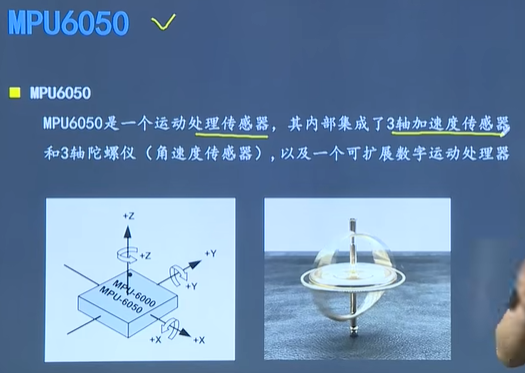 MPU6050
MPU6050
MPU6050是一个运动处理传感器，其内部集成了3轴加速度传感器
和3轴陀螺仪（角速度传感器），以及一个可扩展数字运动处理器
+Z
+Z
+Y
+Y
MPU-6000
MPU-6050
+X
+X